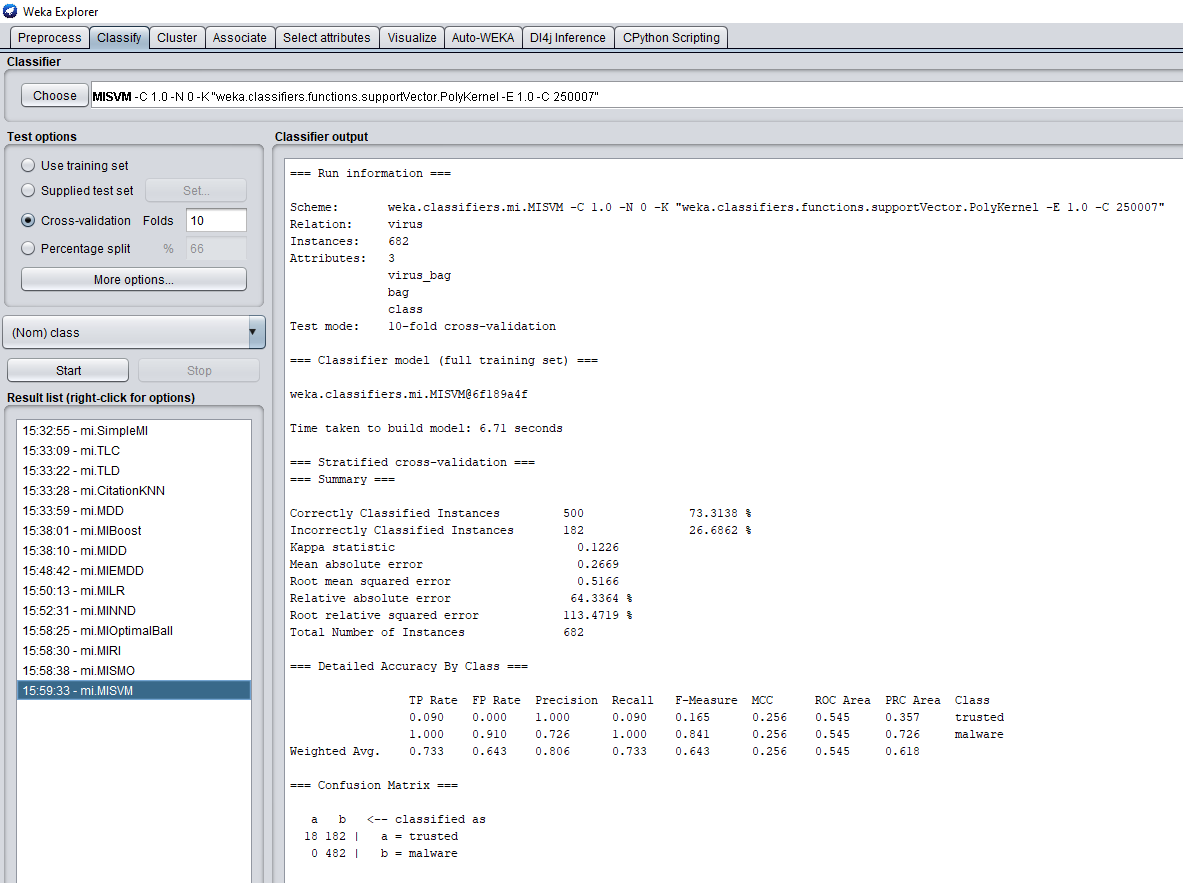 Weka Explorer
Preprocess Classify Cluster Associate Select attributes Visualize Auto-WEKA Dl4j Inference CPython Scripting
Classifier
Choose MISVM -C 1.0 -N 0 -K "weka.classifiers.functions.supportVector.PolyKernel -E 1.0 -C 250007"
Test options
Use training set
Supplied test set Set...
Cross-validation Folds 10
Percentage split % 66
More options...
(Nom) class
Start Stop
Result list (right-click for options)
15:32:55 - mi.SimpleMI
15:33:09 - mi.TLC
15:33:22 - mi.TLD
15:33:28 - mi.CitationKNN
15:33:59 - mi.MDD
15:38:01 - mi.MIBoost
15:38:10 - mi.MIDD
15:48:42 - mi.MIEMDD
15:50:13 - mi.MILR
15:52:31 - mi.MINND
15:58:25 - mi.MIOptimalBall
15:58:30 - mi.MIRI
15:58:38 - mi.MISMO
15:59:33 - mi.MISVM
Classifier output
=== Run information ===
Scheme: weka.classifiers.mi.MISVM -C 1.0 -N 0 -K "weka.classifiers.functions.supportVector.PolyKernel -E 1.0 -C 250007"
Relation: virus
Instances: 682
Attributes: 3
virus_bag
bag
class
Test mode: 10-fold cross-validation
=== Classifier model (full training set) ===
weka.classifiers.mi.MISVM@6f189a4f
Time taken to build model: 6.71 seconds
=== Stratified cross-validation ===
=== Summary ===
Correctly Classified Instances 500 73.3138 %
Incorrectly Classified Instances 182 26.6862 %
Kappa statistic 0.1226
Mean absolute error 0.2669
Root mean squared error 0.5166
Relative absolute error 64.3364 %
Root relative squared error 113.4719 %
Total Number of Instances 682
=== Detailed Accuracy By Class ===
TP Rate FP Rate Precision Recall F-Measure MCC ROC Area PRC Area Class
0.090 0.000 1.000 0.090 0.165 0.256 0.545 0.357 trusted
1.000 0.910 0.726 1.000 0.841 0.256 0.545 0.726 malware
Weighted Avg. 0.733 0.643 0.806 0.733 0.643 0.256 0.545 0.618
=== Confusion Matrix ===
a b <-- classified as
18 182 | a = trusted
0 482 | b = malware